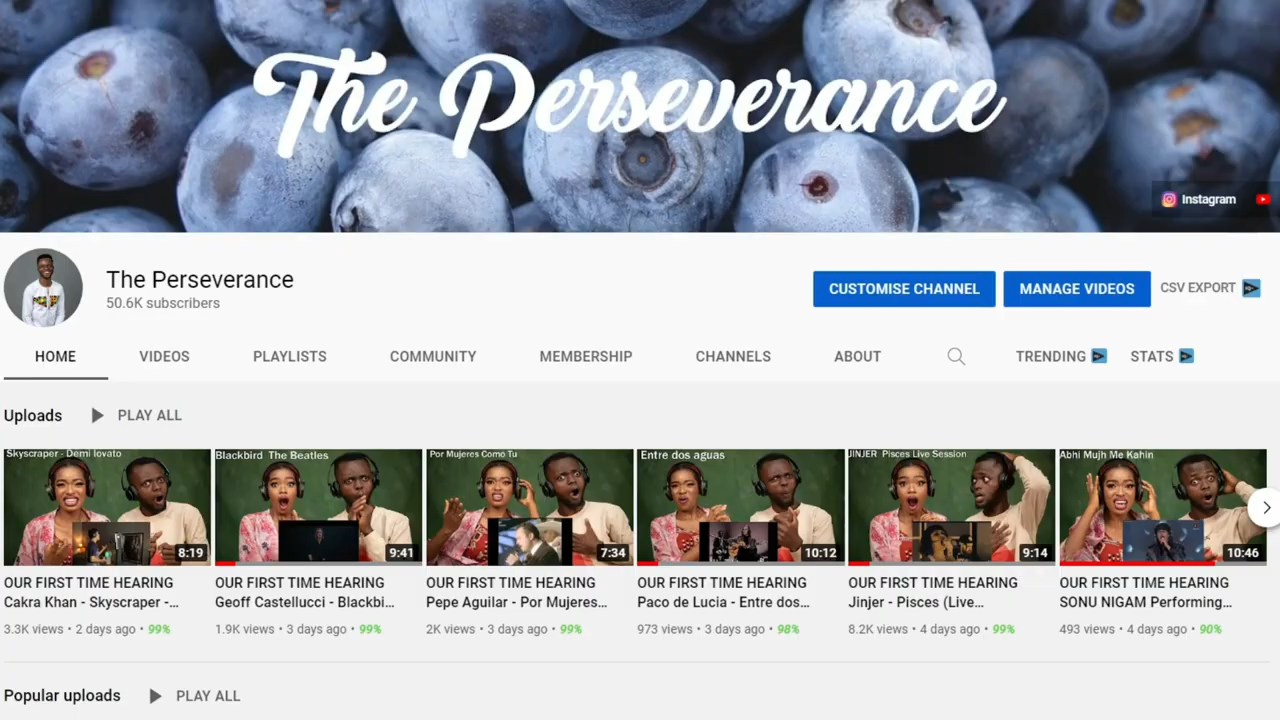 The Perseverance
Instagram
The Perseverance
50.6K subscribers
CUSTOMISE CHANNEL
MANAGE VIDEOS
CSV EXPORT
HOME
VIDEOS
PLAYLISTS
COMMUNITY
MEMBERSHIP
CHANNELS
ABOUT
TRENDING
STATS
Uploads
PLAY ALL
Skyscraper - Demi lovato
8:19
OUR FIRST TIME HEARING
Cakra Khan - Skyscraper -...
3.3K views • 2 days ago • 99%
Blackbird The Beatles
9:41
OUR FIRST TIME HEARING
Geoff Castellucci - Blackbi...
1.9K views • 3 days ago • 99%
Por Mujeres Como Tu
7:34
OUR FIRST TIME HEARING
Pepe Aguilar - Por Mujeres...
2K views • 3 days ago • 99%
Entre dos aguas
10:12
OUR FIRST TIME HEARING
Paco de Lucia - Entre dos...
973 views • 3 days ago • 98%
JINJER Pisces Live Session
9:14
OUR FIRST TIME HEARING
Jinjer - Pisces (Live...
8.2K views • 4 days ago • 99%
Abhi Mujh Me Kahin
10:46
OUR FIRST TIME HEARING
SONU NIGAM Performing...
493 views • 4 days ago • 90%
Popular uploads
PLAY ALL